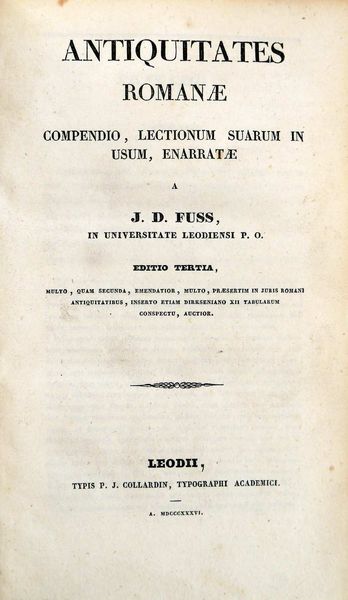 ANTIQUITATES
ROMANÆ
COMPENDIO, LECTIONUM SUARUM IN
USUM, ENARRATÆ
A
J. D. FUSS,
IN UNIVERSITATE LEODIENSI P. O.
EDITIO TERTIA,
MULTO, QUAM SECUNDA, EMENDATIOR, MULTO, PRÆSERTIM IN JURIS ROMANI
ANTIQUITATIBUS, INSERTO ETIAM DIRKSENIANO XII TABULARUM
CONSPECTU, AUCTIOR.
LEODII,
TYPIS P. J. COLLARDIN, TYPOGRAPHI ACADEMICI.
A. MDCCCXXXVI.